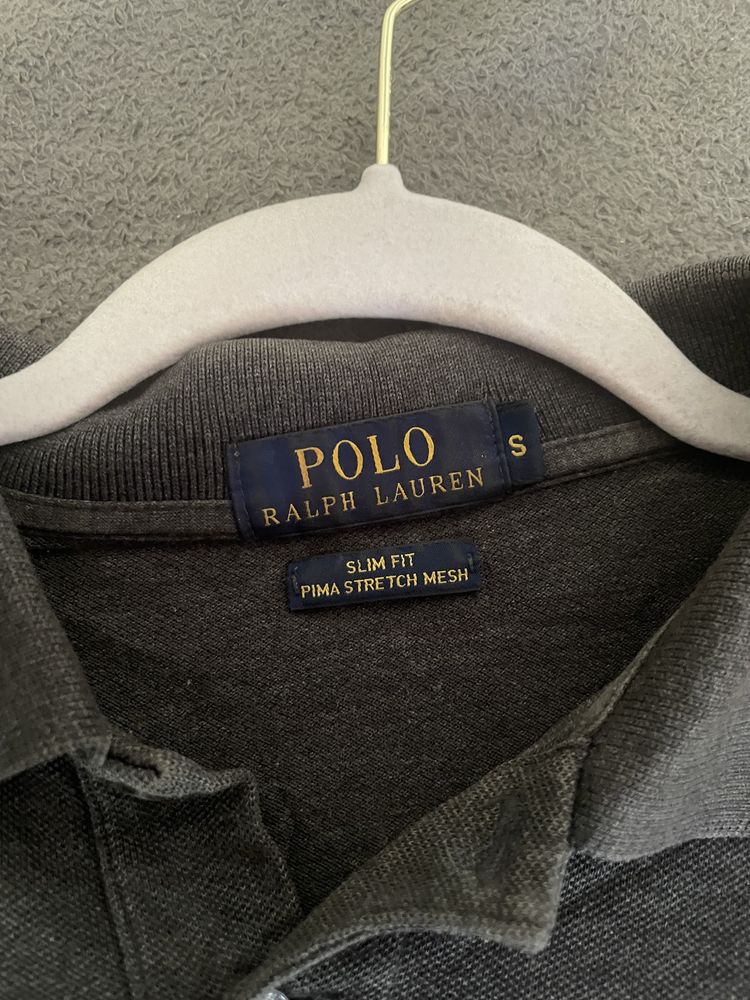 POLO
RALPH LAUREN
S
SLIM FIT
PIMA STRETCH MESH